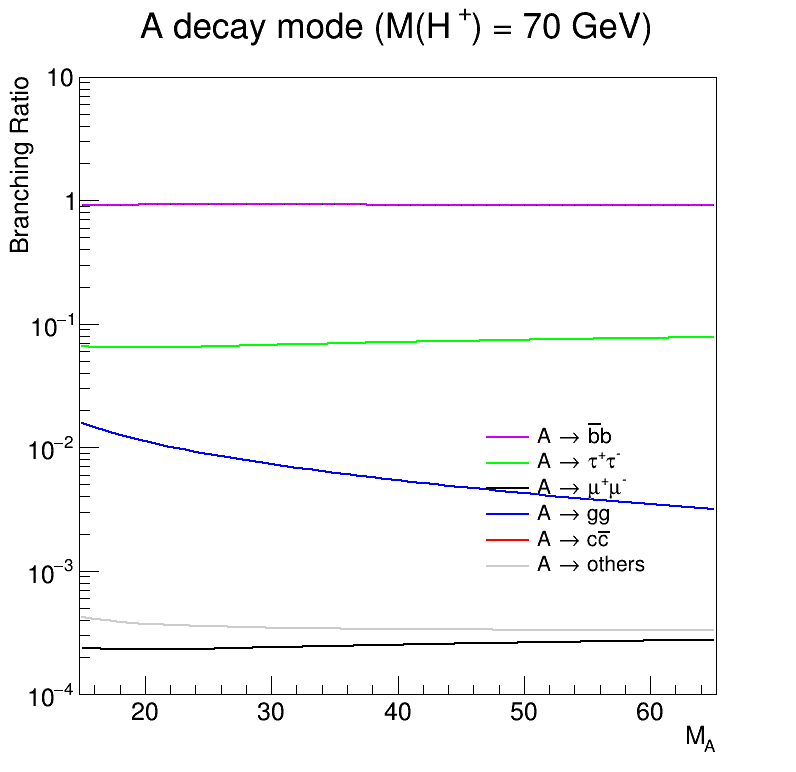 A decay mode (M(H⁺) = 70 GeV)
Branching Ratio
10
1
10⁻¹
10⁻²
10⁻³
10⁻⁴
A → b̅b
A → τ⁺τ⁻
A → μ⁺μ⁻
A → gg
A → cc̅
A → others
20 30 40 50 60
M_A